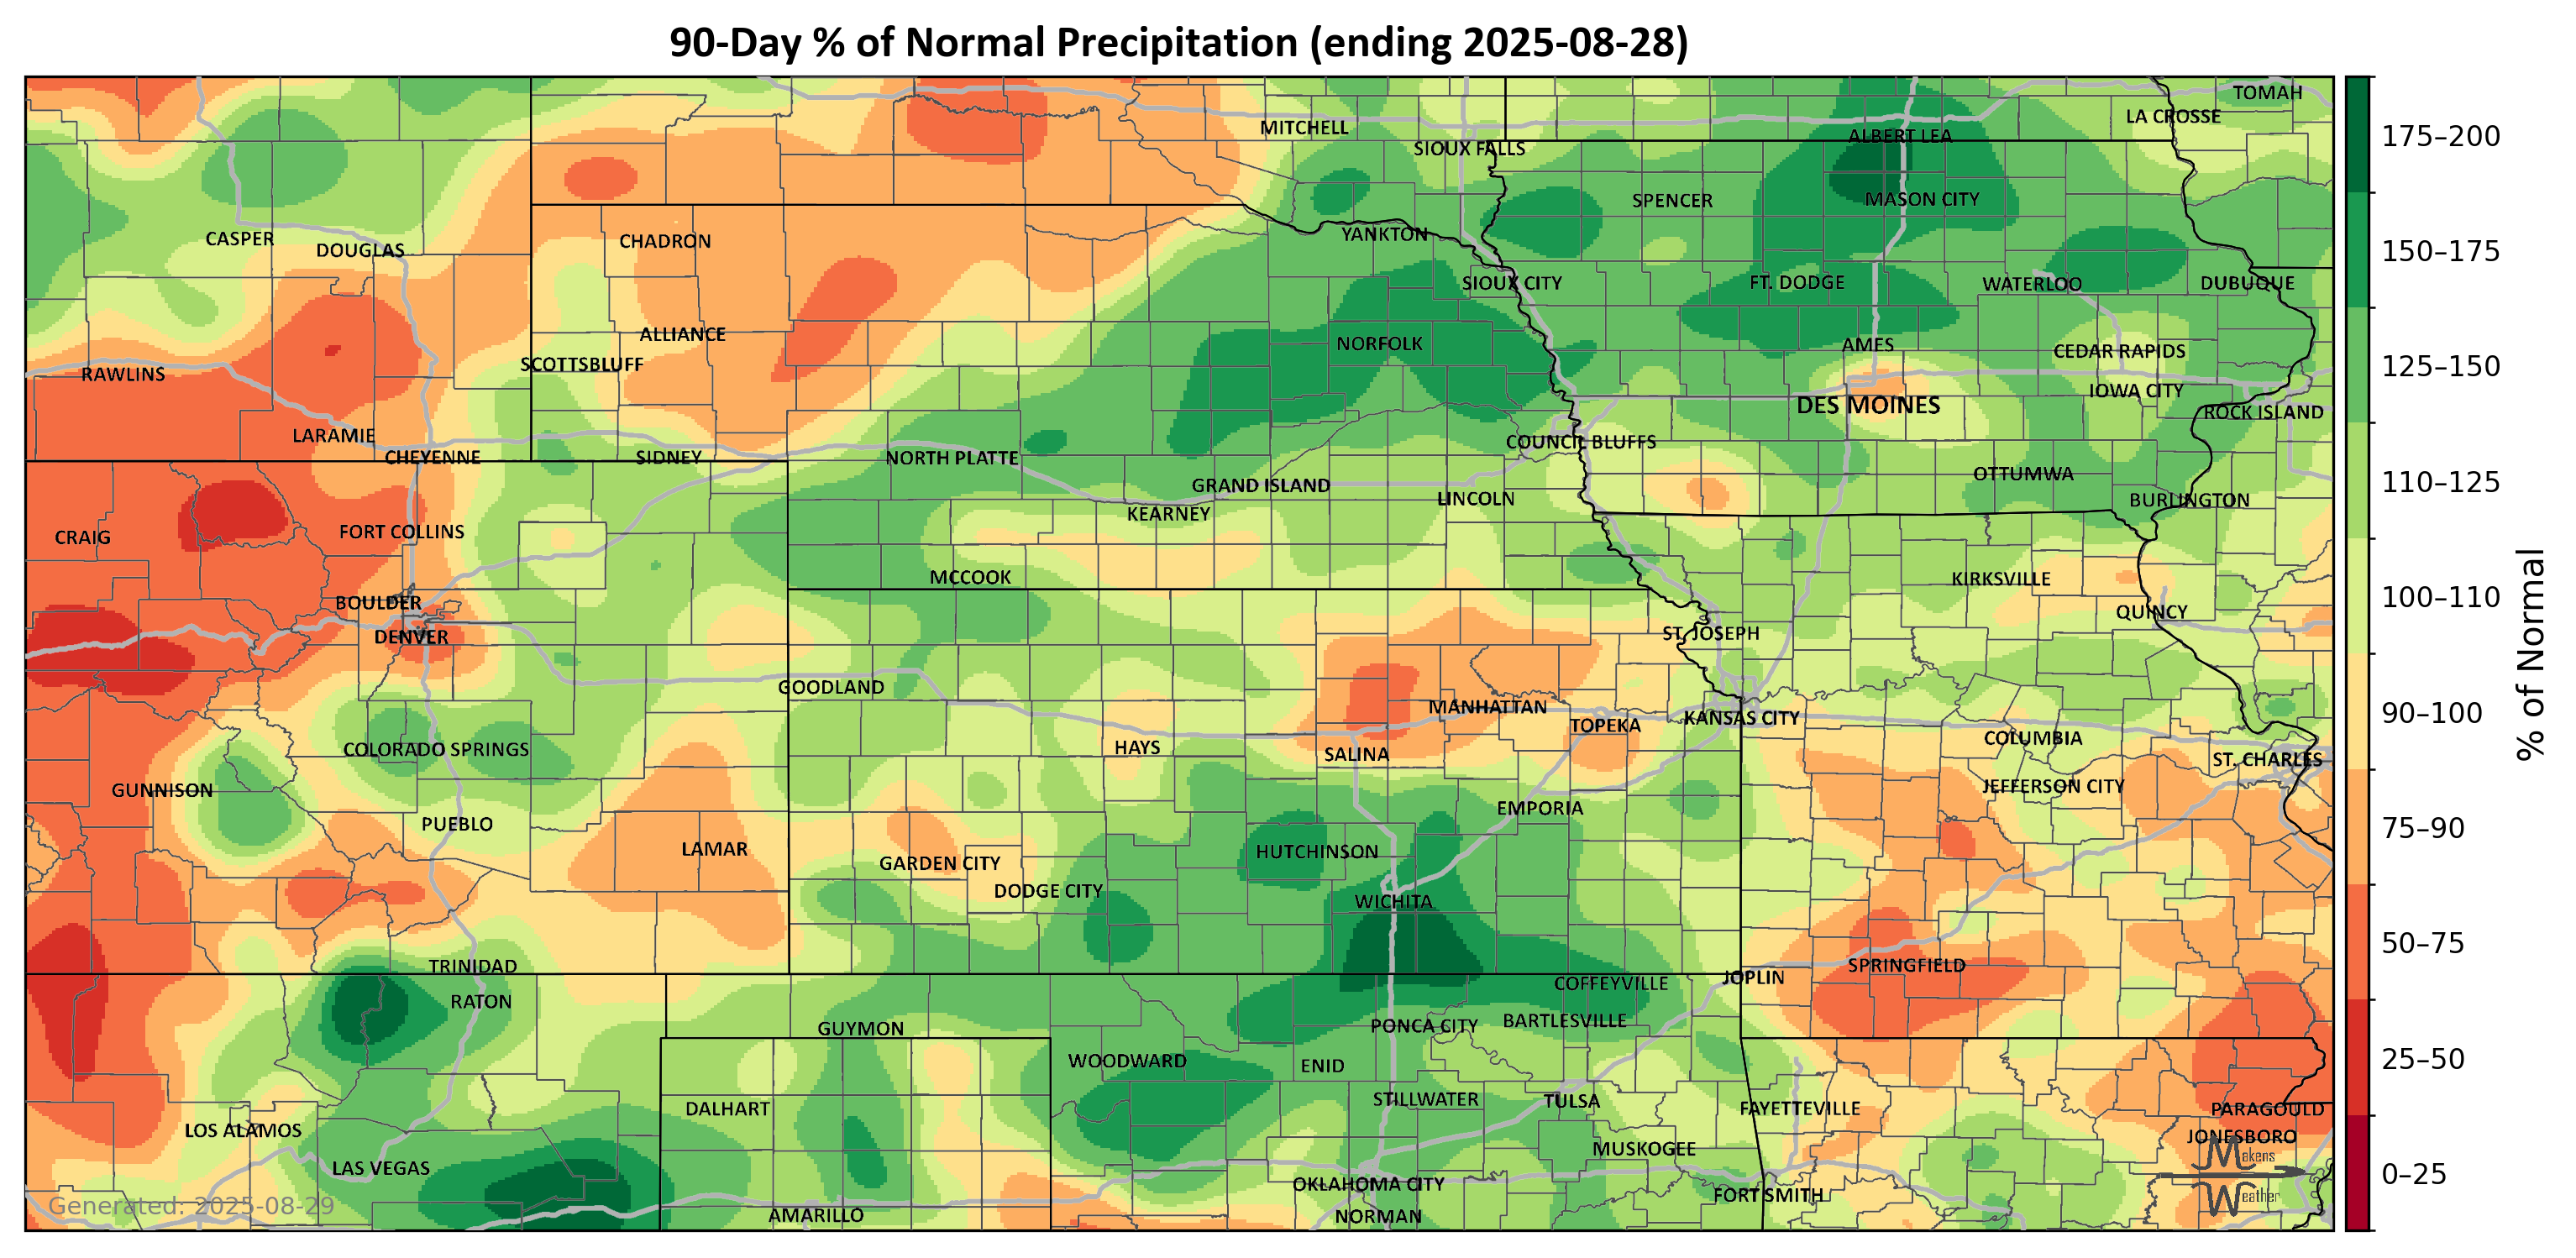 90-Day % of Normal Precipitation (ending 2025-08-28)
TOMAH
LA CROSSE
MITCHELL
ALBERT LEA
SIOUX FALLS
SPENCER
MASON CITY
YANKTON
CASPER
DOUGLAS
CHADRON
SIOUX CITY
FT. DODGE
WATERLOO
DUBUQUE
ALLIANCE
NORFOLK
AMES
CEDAR RAPIDS
SCOTTSBLUFF
RAWLINS
IOWA CITY
DES MOINES
ROCK ISLAND
LARAMIE
COUNCIL BLUFFS
CHEYENNE
SIDNEY
NORTH PLATTE
OTTUMWA
GRAND ISLAND
LINCOLN
BURLINGTON
KEARNEY
CRAIG
FORT COLLINS
MCCOOK
KIRKSVILLE
BOULDER
QUINCY
DENVER
ST. JOSEPH
GOODLAND
MANHATTAN
TOPEKA
KANSAS CITY
COLORADO SPRINGS
HAYS
SALINA
COLUMBIA
ST. CHARLES
GUNNISON
JEFFERSON CITY
EMPORIA
PUEBLO
LAMAR
GARDEN CITY
HUTCHINSON
DODGE CITY
WICHITA
TRINIDAD
SPRINGFIELD
JOPLIN
COFFEYVILLE
RATON
GUYMON
PONCA CITY
BARTLESVILLE
WOODWARD
ENID
DALHART
STILLWATER
TULSA
FAYETTEVILLE
PARAGOULD
LOS ALAMOS
JONESBORO
MUSKOGEE
LAS VEGAS
OKLAHOMA CITY
FORT SMITH
AMARILLO
NORMAN
Makens
Weather
Generated: 2025-08-29
175–200
150–175
125–150
110–125
100–110
90–100
75–90
50–75
25–50
0–25
% of Normal